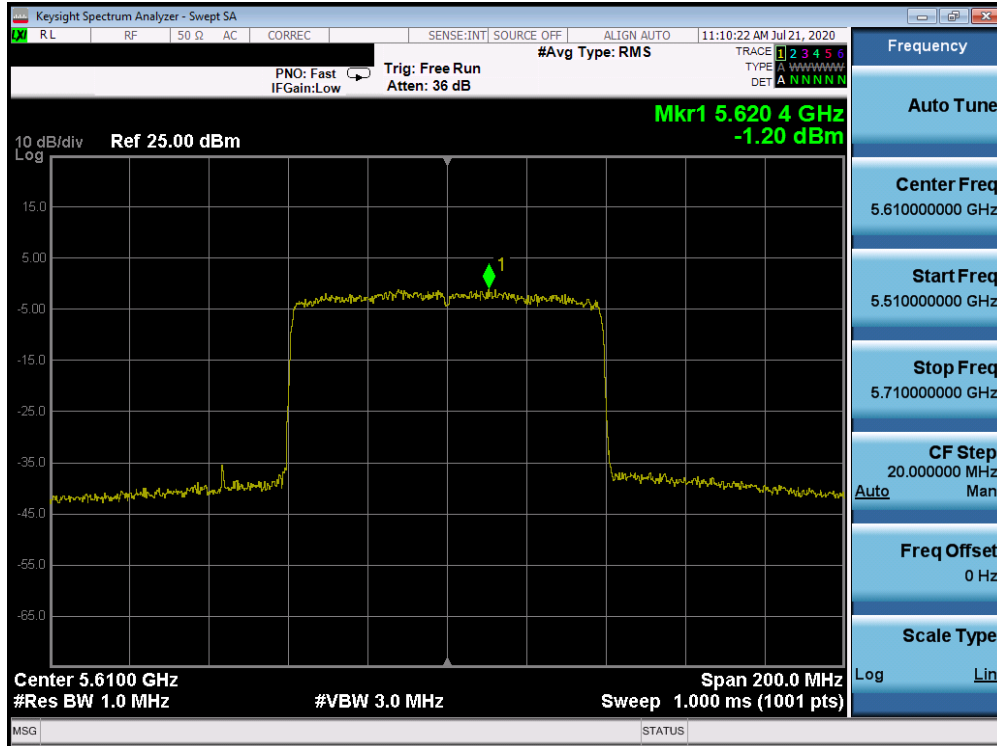 Keysight Spectrum Analyzer - Swept SA
LXI RL RF 50 Ω AC CORREC SENSE:INT SOURCE OFF ALIGN AUTO 11:10:22 AM Jul 21, 2020
#Avg Type: RMS
TRACE 1 2 3 4 5 6
PNO: Fast Trig: Free Run TYPE A WWWWW
IFGain:Low Atten: 36 dB DET A N N N N N
Mkr1 5.620 4 GHz
-1.20 dBm
10 dB/div Ref 25.00 dBm
Log
15.0
5.00
1
-5.00
-15.0
-25.0
-35.0
-45.0
-55.0
-65.0
Center 5.6100 GHz Span 200.0 MHz
#Res BW 1.0 MHz #VBW 3.0 MHz Sweep 1.000 ms (1001 pts)
MSG STATUS
Frequency
Auto Tune
Center Freq
5.610000000 GHz
Start Freq
5.510000000 GHz
Stop Freq
5.710000000 GHz
CF Step
20.000000 MHz
Auto Man
Freq Offset
0 Hz
Scale Type
Log Lin